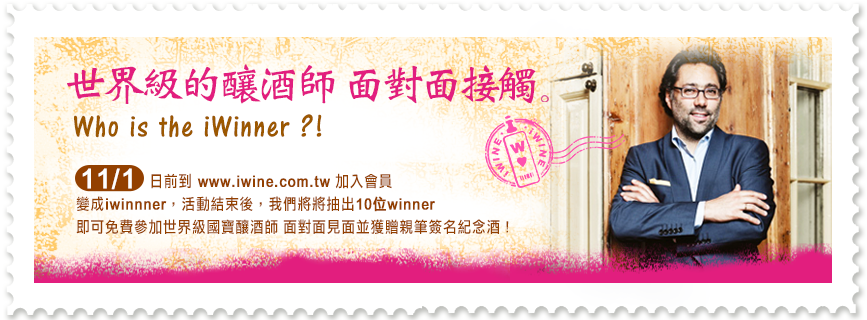 世界級的釀酒師 面對面接觸。
Who is the iWinner ?!
IWINE · IWINE
W
11/1 日前到 www.iwine.com.tw 加入會員
變成iwinnner，活動結束後，我們將將抽出10位winner
即可免費參加世界級國寶釀酒師 面對面見面並獲贈親筆簽名紀念酒！